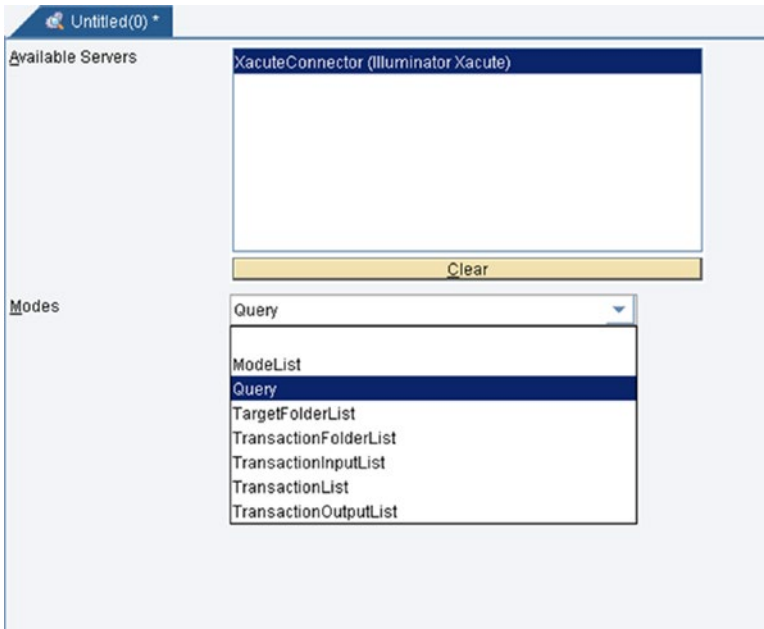 Untitled(0) *
Available Servers
XacuteConnector (Illuminator Xacute)
Clear
Modes
Query
ModeList
Query
TargetFolderList
TransactionFolderList
TransactionInputList
TransactionList
TransactionOutputList